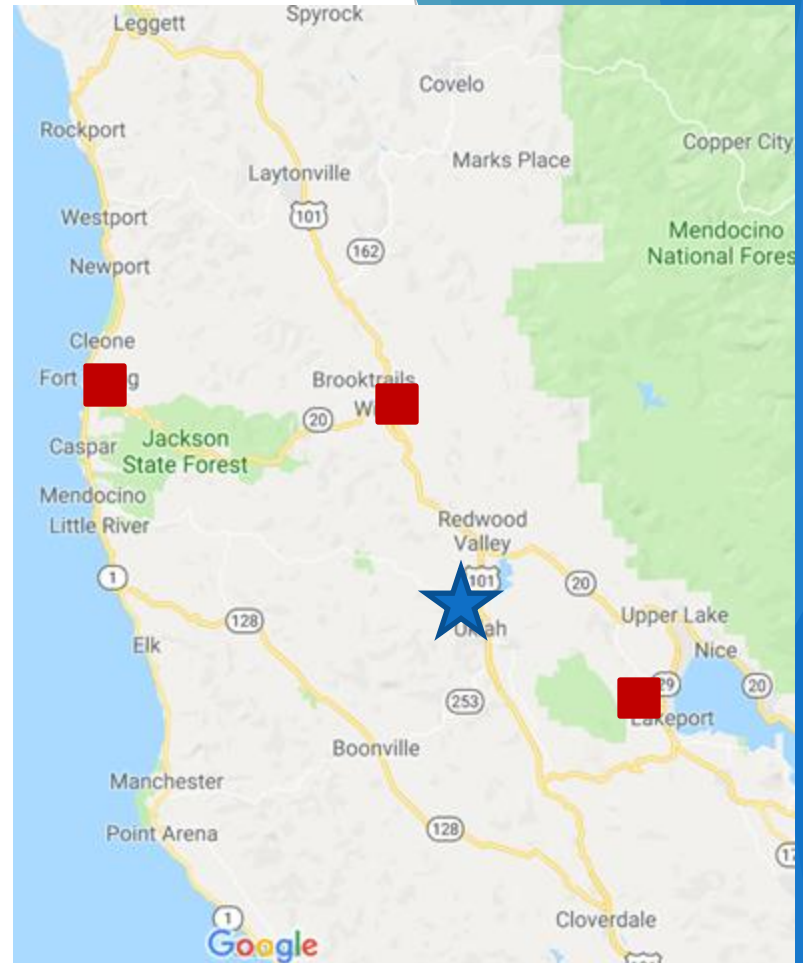 Spyrock
Leggett
Covelo
Rockport
Copper City
Marks Place
Laytonville
101
Westport
162
Mendocino
National Fores
Newport
Cleone
Fort g
Brooktrails
W
20
Jackson
State Forest
Caspar
Mendocino
Little River
Redwood
Valley
101
1
20
128
Upper Lake
Elk
Nice
20
253
Lakeport
Boonville
Manchester
128
Point Arena
1
Cloverdale
Google